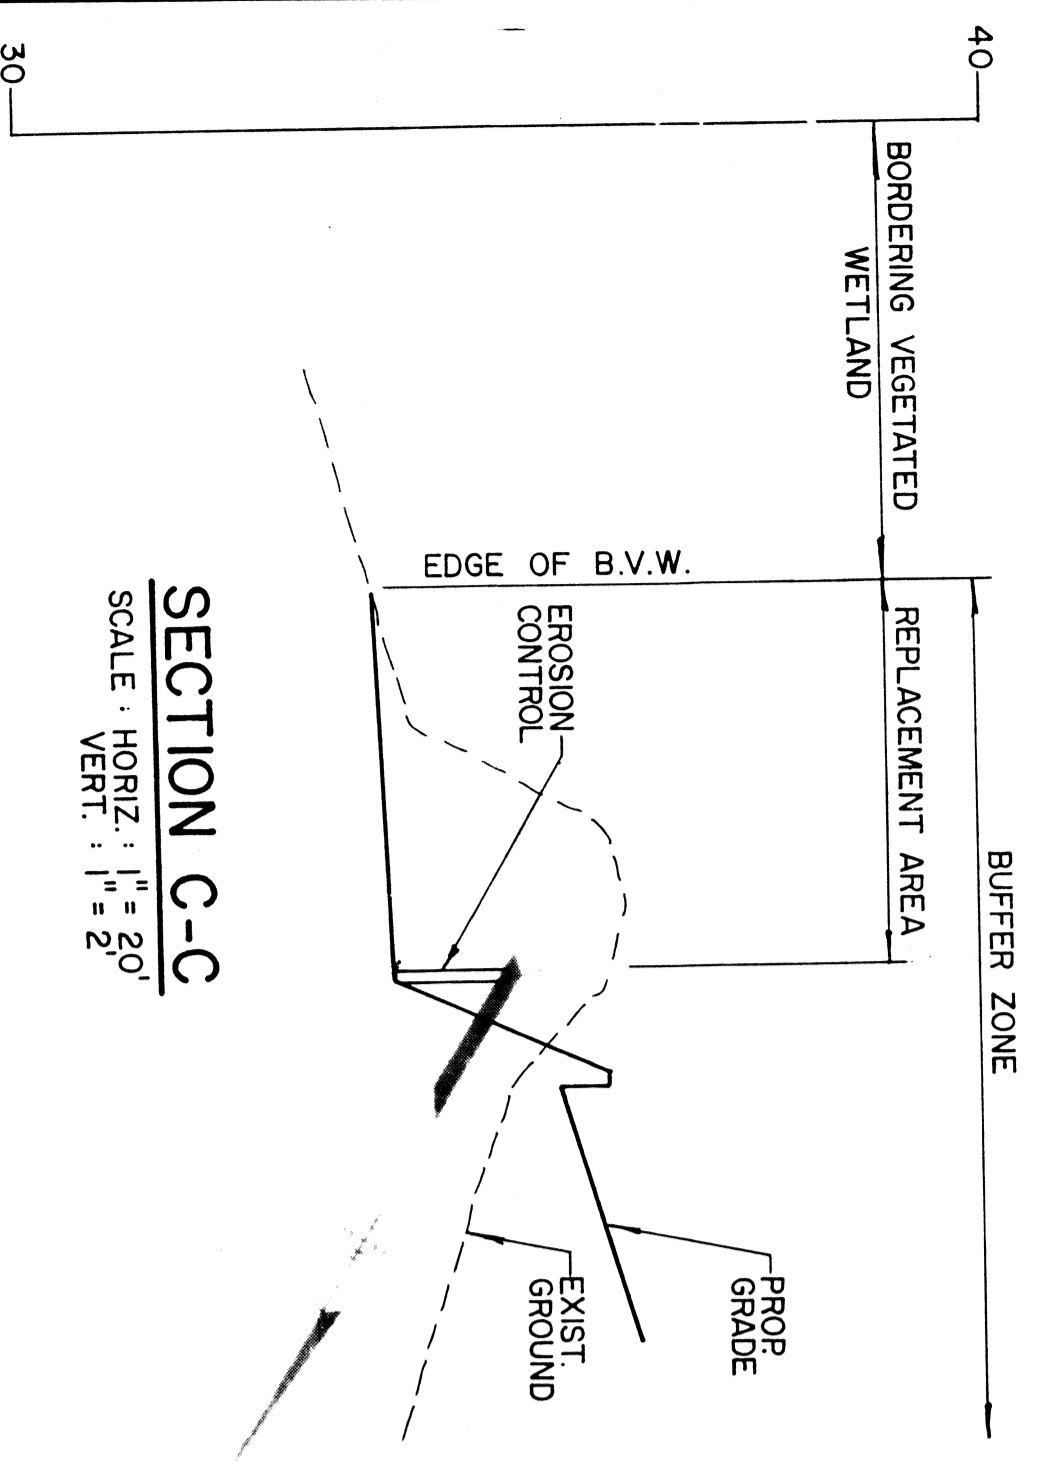 40
30
BORDERING VEGETATED
WETLAND
EDGE OF B.V.W.
REPLACEMENT AREA
BUFFER ZONE
EROSION
CONTROL
PROP.
GRADE
EXIST.
GROUND
SECTION C-C
SCALE : HORIZ. : 1" = 20'
VERT. : 1" = 2'